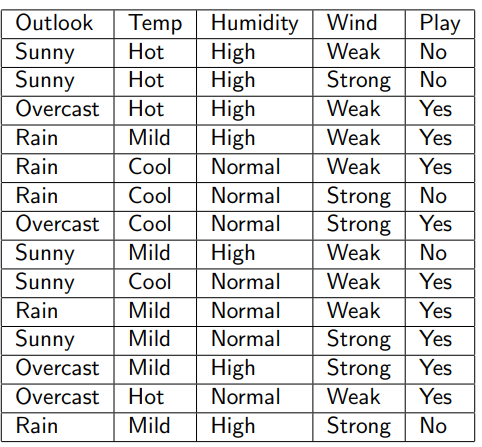 Outlook Temp Humidity Wind Play
Sunny Hot High Weak No
Sunny Hot High Strong No
Overcast Hot High Weak Yes
Rain Mild High Weak Yes
Rain Cool Normal Weak Yes
Rain Cool Normal Strong No
Overcast Cool Normal Strong Yes
Sunny Mild High Weak No
Sunny Cool Normal Weak Yes
Rain Mild Normal Weak Yes
Sunny Mild Normal Strong Yes
Overcast Mild High Strong Yes
Overcast Hot Normal Weak Yes
Rain Mild High Strong No